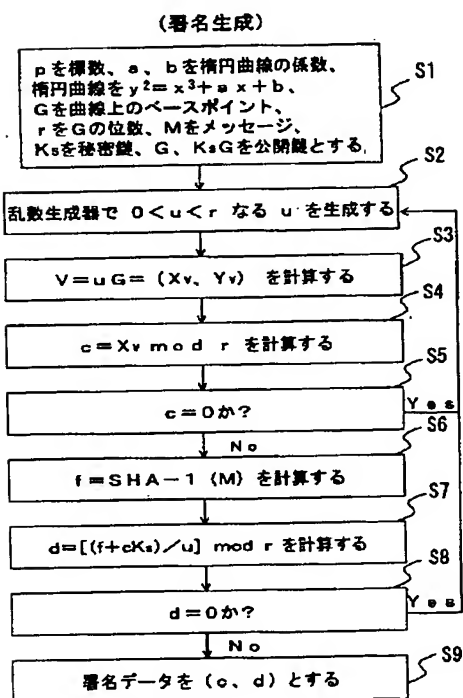 (署名生成)
pを標数、a、bを楕円曲線の係数、
楕円曲線をy²=x³+ax+b、
Gを曲線上のベースポイント、
rをGの位数、Mをメッセージ、
Ksを秘密鍵、G、KsGを公開鍵とする。
S1
S2
乱数生成器で 0<u<r なる u を生成する
S3
V=uG=(Xv、Yv) を計算する
S4
c=Xv mod r を計算する
S5
c=0か?
Yes
No
S6
f=SHA-1(M)を計算する
S7
d=[(f+cKs)/u] mod r を計算する
S8
d=0か?
Yes
No
S9
署名データを(c、d)とする